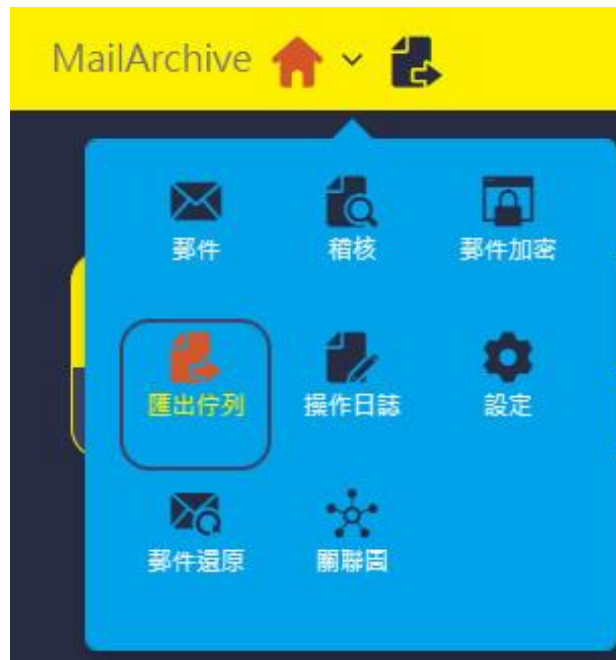 MailArchive
郵件
稽核
郵件加密
匯出佇列
操作日誌
設定
郵件還原
關聯圖